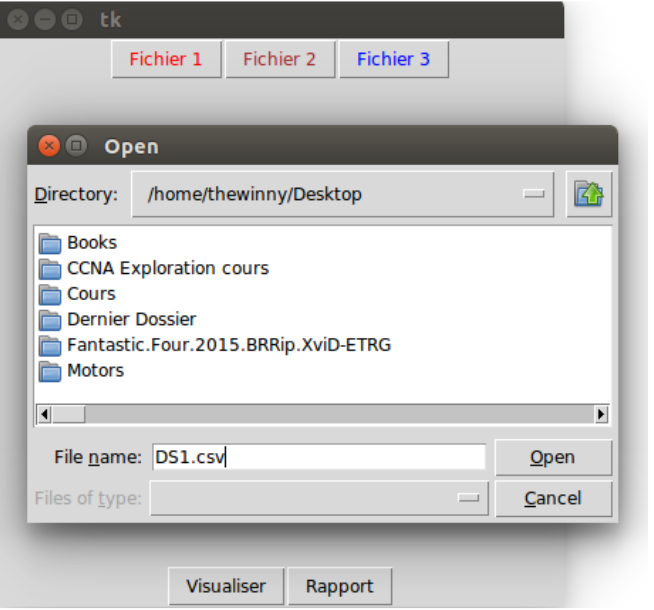 tk
Fichier 1 Fichier 2 Fichier 3
Open
Directory: /home/thewinny/Desktop
Books
CCNA Exploration cours
Cours
Dernier Dossier
Fantastic.Four.2015.BRRip.XviD-ETRG
Motors
File name: DS1.csv Open
Files of type: Cancel
Visualiser Rapport